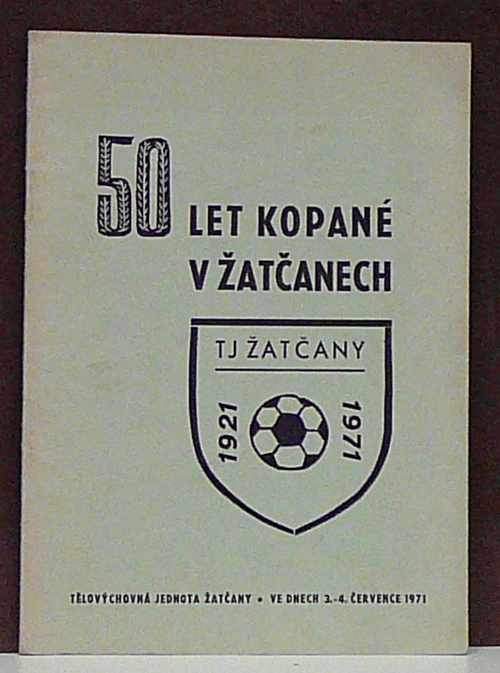 50 LET KOPANÉ
V ŽATČANECH
TJ ŽATČANY
1921
1971
TĚLOVÝCHOVNÁ JEDNOTA ŽATČANY • VE DNECH 3.-4. ČERVENCE 1971